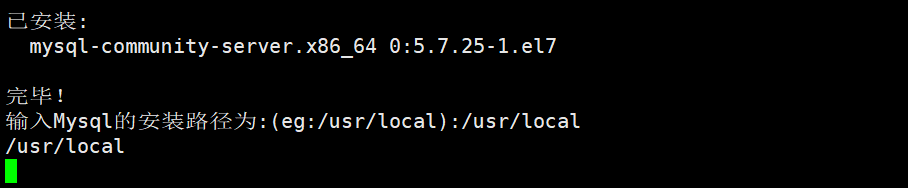 已安装:
mysql-community-server.x86_64 0:5.7.25-1.el7
完毕!
输入Mysql的安装路径为:(eg:/usr/local):/usr/local
/usr/local